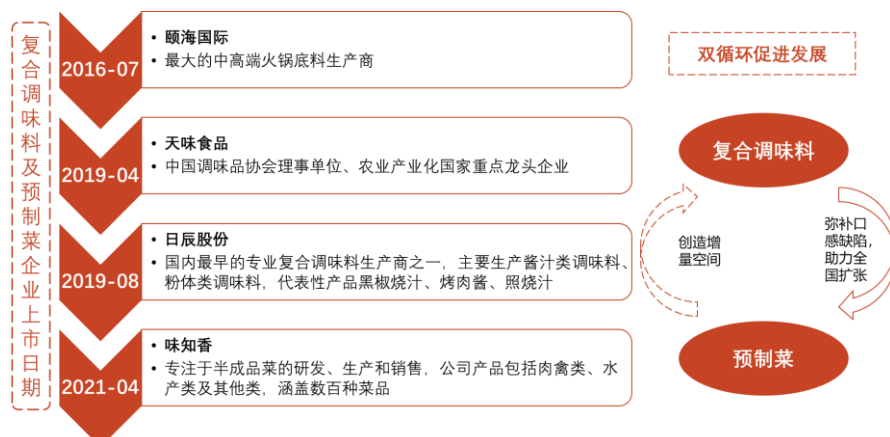 复合调味料及预制菜企业上市日期
2016-07
• 颐海国际
• 最大的中高端火锅底料生产商
2019-04
• 天味食品
• 中国调味品协会理事单位、农业产业化国家重点龙头企业
2019-08
• 日辰股份
• 国内最早的专业复合调味料生产商之一，主要生产酱汁类调味料、
粉体类调味料，代表性产品黑椒烧汁、烤肉酱、照烧汁
2021-04
• 味知香
• 专注于半成品菜的研发、生产和销售，公司产品包括肉禽类、水
产类及其他类，涵盖数百种菜品
双循环促进发展
复合调味料
创造增
量空间
弥补口
感缺陷，
助力全
国扩张
预制菜